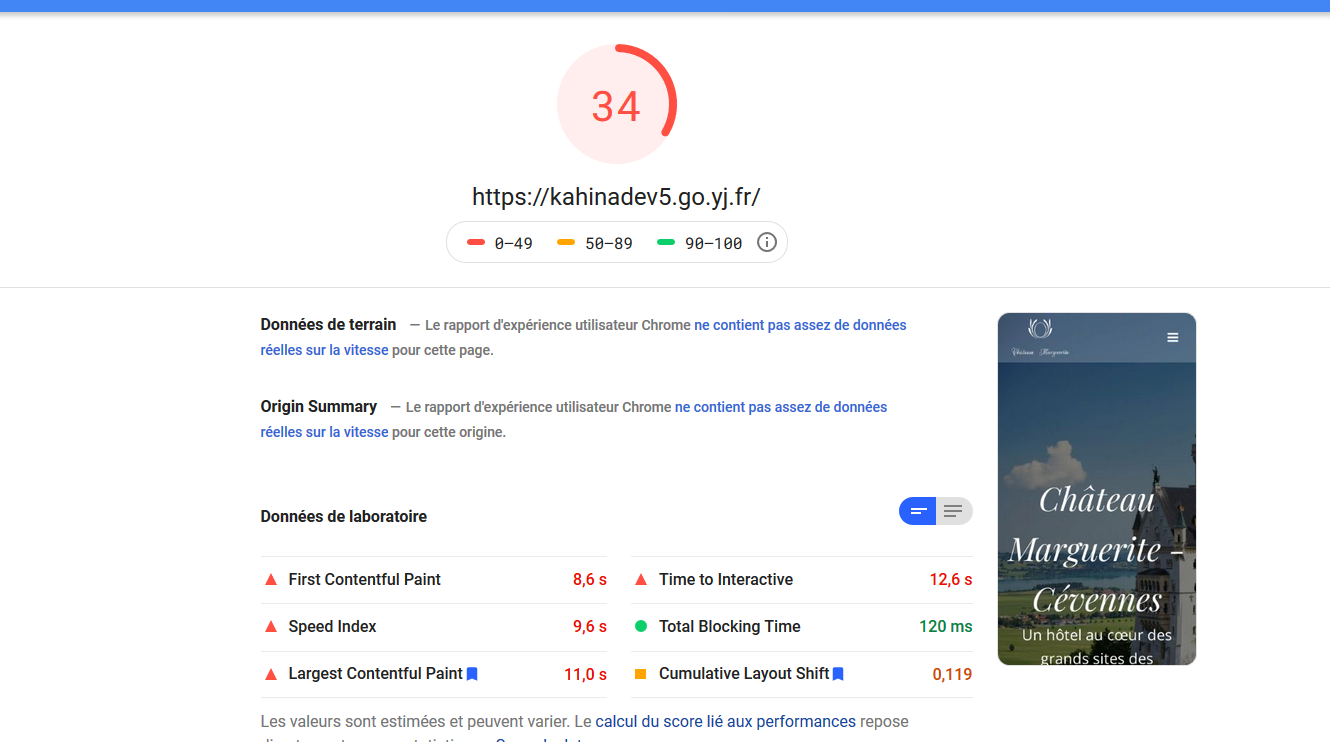 34
https://kahinadev5.go.yj.fr/
0–49 50–89 90–100
Données de terrain — Le rapport d'expérience utilisateur Chrome ne contient pas assez de données
réelles sur la vitesse pour cette page.
Origin Summary — Le rapport d'expérience utilisateur Chrome ne contient pas assez de données
réelles sur la vitesse pour cette origine.
Données de laboratoire
First Contentful Paint 8,6 s
Time to Interactive 12,6 s
Speed Index 9,6 s
Total Blocking Time 120 ms
Largest Contentful Paint 11,0 s
Cumulative Layout Shift 0,119
Les valeurs sont estimées et peuvent varier. Le calcul du score lié aux performances repose
Château Marguerite
Château
Marguerite –
Cévennes
Un hôtel au cœur des
grands sites des